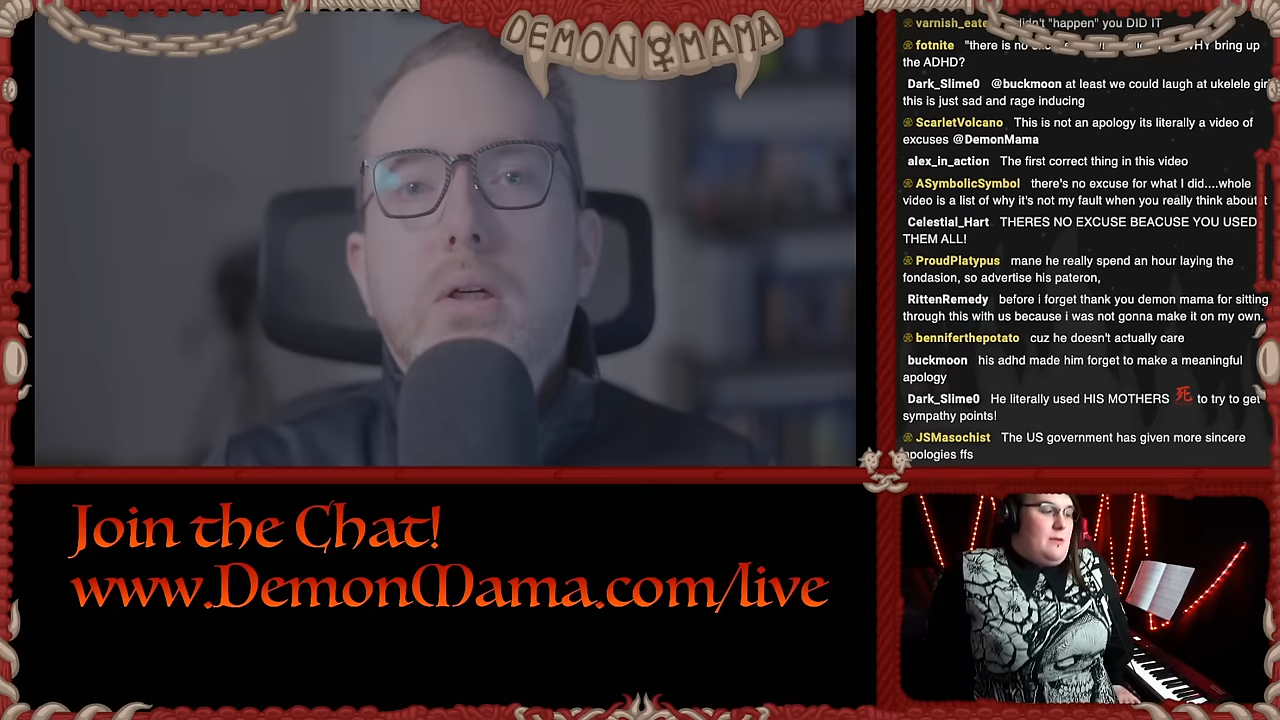 DEMON MAMA
varnish_eate "happen" you DID IT
fotnite "there is no WHY bring up
the ADHD?
Dark_Slime0 @buckmoon at least we could laugh at ukelele
this is just sad and rage inducing
ScarletVolcano This is not an apology its literally a video of
excuses @DemonMama
alex_in_action The first correct thing in this video
ASymbolicSymbol there's no excuse for what I did....whole
video is a list of why it's not my fault when you really think about
Celestial_Hart THERES NO EXCUSE BEACUSE YOU USED
THEM ALL!
ProudPlatypus mane he really spend an hour laying the
fondasion, so advertise his pateron,
RittenRemedy before i forget thank you demon mama for sitting
through this with us because i was not gonna make it on my own.
benniferthepotato cuz he doesn't actually care
buckmoon his adhd made him forget to make a meaningful
apology
Dark_Slime0 He literally used HIS MOTHERS 死 to try to get
sympathy points!
JSMasochist The US government has given more sincere
apologies ffs
Join the Chat!
www.DemonMama.com/live